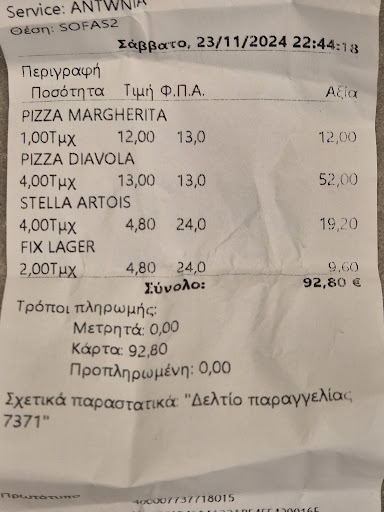 Service: ANTWNIA
Θέση: SOFAS2
Σάββατο, 23/11/2024 22:44:18
Περιγραφή
Ποσότητα Τιμή Φ.Π.Α. Αξία
PIZZA MARGHERITA
1,00Τμχ 12,00 13,0 12,00
PIZZA DIAVOLA
4,00Τμχ 13,00 13,0 52,00
STELLA ARTOIS
4,00Τμχ 4,80 24,0 19,20
FIX LAGER
2,00Τμχ 4,80 24,0 9,60
Σύνολο: 92,80 €
Τρόποι πληρωμής:
Μετρητά: 0,00
Κάρτα: 92,80
Προπληρωμένη: 0,00
Σχετικά παραστατικά: "Δελτίο παραγγελίας
7371"
Πρωτότυπο